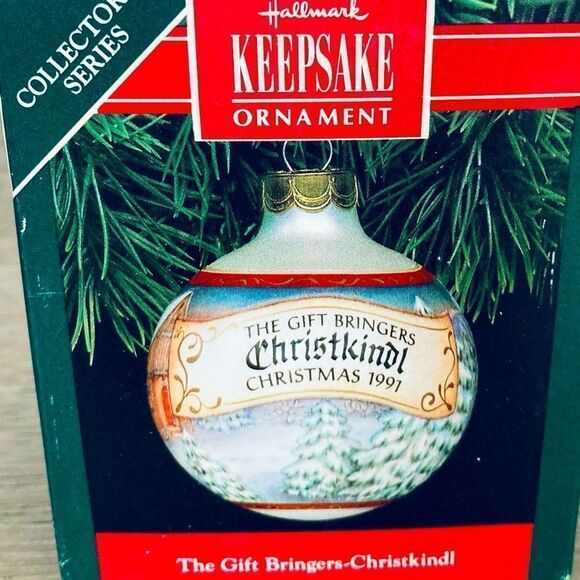 COLLECTOR'S
SERIES
Hallmark
KEEPSAKE
ORNAMENT
THE GIFT BRINGERS
Christkindl
CHRISTMAS 1991
The Gift Bringers-Christkindl